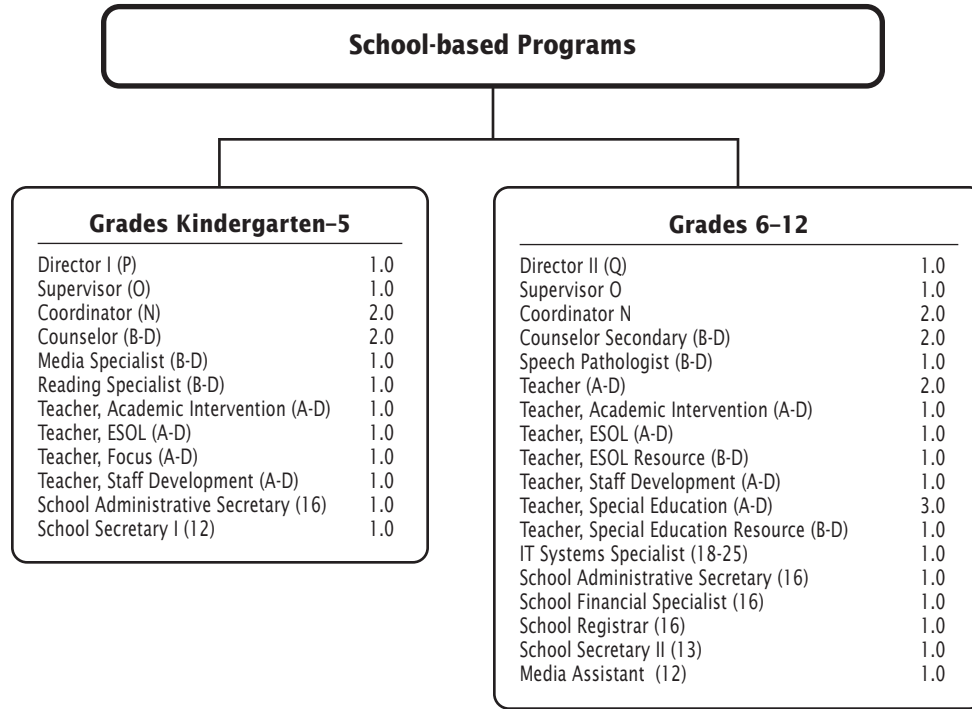 School-based Programs
Grades Kindergarten–5
Director I (P) 1.0
Supervisor (O) 1.0
Coordinator (N) 2.0
Counselor (B-D) 2.0
Media Specialist (B-D) 1.0
Reading Specialist (B-D) 1.0
Teacher, Academic Intervention (A-D) 1.0
Teacher, ESOL (A-D) 1.0
Teacher, Focus (A-D) 1.0
Teacher, Staff Development (A-D) 1.0
School Administrative Secretary (16) 1.0
School Secretary I (12) 1.0
Grades 6–12
Director II (Q) 1.0
Supervisor O 1.0
Coordinator N 2.0
Counselor Secondary (B-D) 2.0
Speech Pathologist (B-D) 1.0
Teacher (A-D) 2.0
Teacher, Academic Intervention (A-D) 1.0
Teacher, ESOL (A-D) 1.0
Teacher, ESOL Resource (B-D) 1.0
Teacher, Staff Development (A-D) 1.0
Teacher, Special Education (A-D) 3.0
Teacher, Special Education Resource (B-D) 1.0
IT Systems Specialist (18-25) 1.0
School Administrative Secretary (16) 1.0
School Financial Specialist (16) 1.0
School Registrar (16) 1.0
School Secretary II (13) 1.0
Media Assistant (12) 1.0